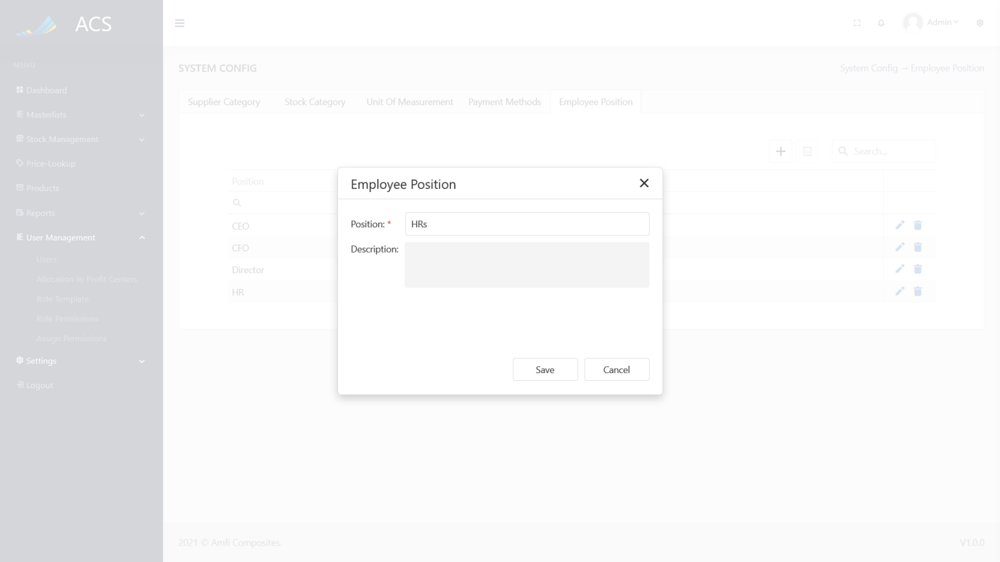 ACS
Admin
MENU
SYSTEM CONFIG
System Config → Employee Position
Dashboard
Supplier Category
Stock Category
Unit Of Measurement
Payment Methods
Employee Position
Masterlists
Stock Management
Search...
Price-Lookup
Products
Reports
User Management
Users
Allocation to Profit Centers
Role Template
Role Permissions
Assign Permissions
Settings
Logout
Position
CEO
CFO
Director
HR
Employee Position
Position: *
HRs
Description:
Save
Cancel
2021 © Amfi Composites.
V1.0.0